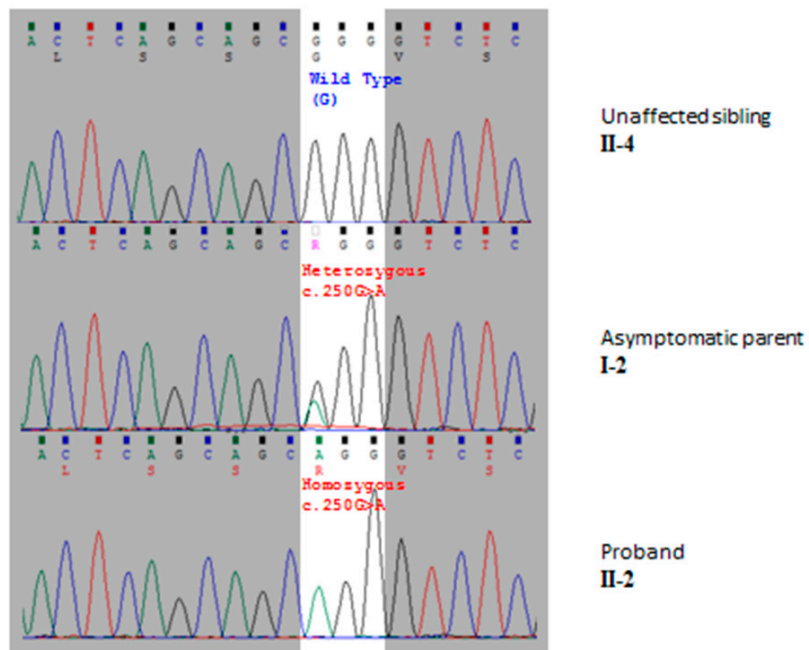 A C T C A G C A G C G G G G T C T C
L S S G V S
Wild Type
(G)
Unaffected sibling
II-4
A C T C A G C A G C R G G G T C T C
Heterosygous
c.250G>A
Asymptomatic parent
I-2
A C T C A G C A G C A G G G T C T C
L S S R V S
Homosygous
c.250G>A
Proband
II-2